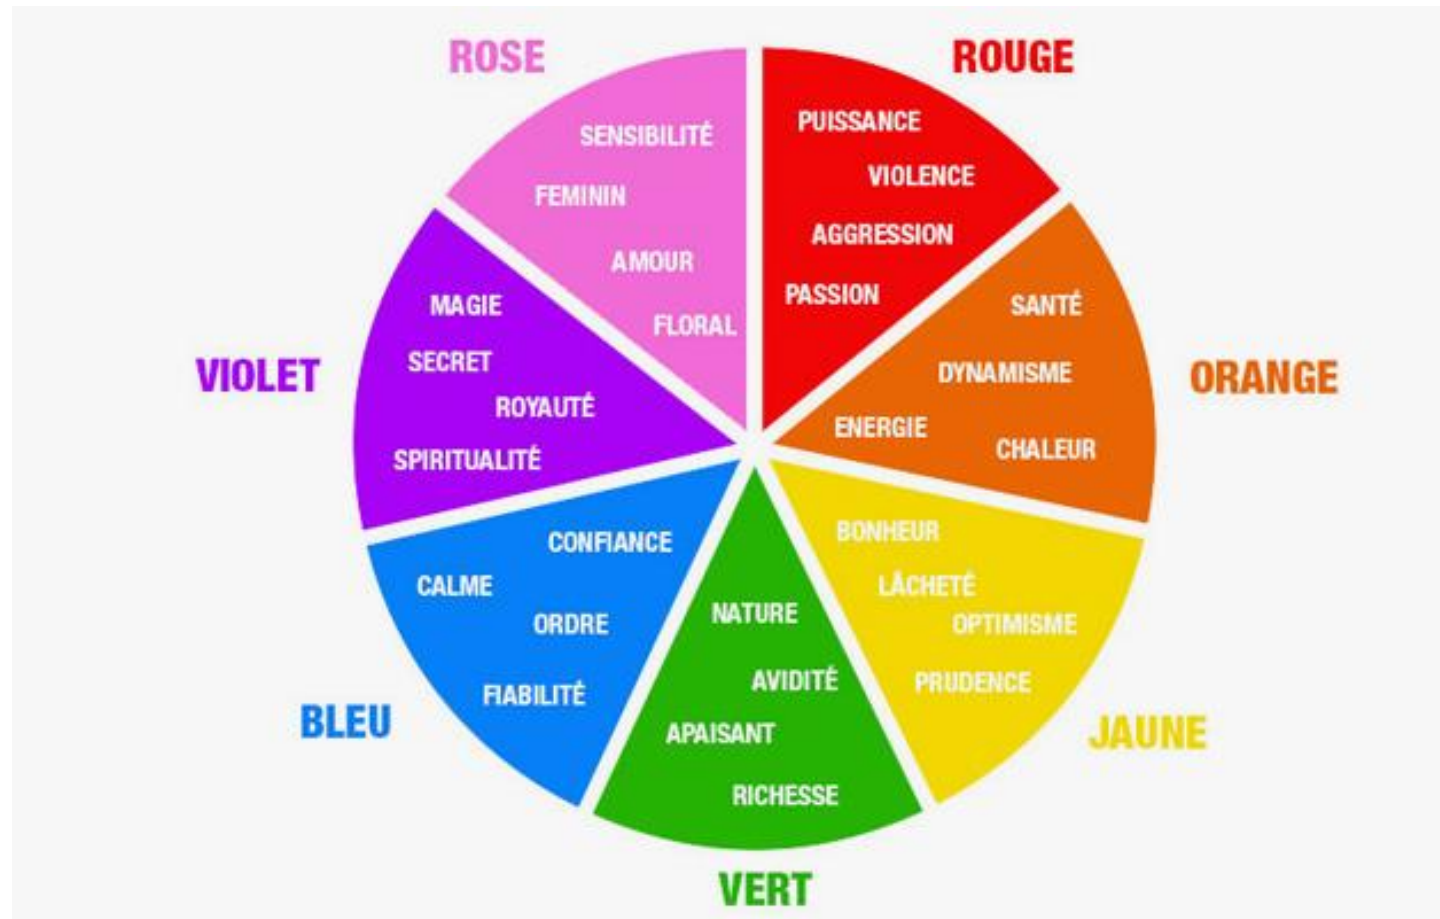 ROSE
SENSIBILITÉ
FEMININ
AMOUR
FLORAL
ROUGE
PUISSANCE
VIOLENCE
AGGRESSION
PASSION
ORANGE
SANTÉ
DYNAMISME
ENERGIE
CHALEUR
JAUNE
BONHEUR
LÂCHETÉ
OPTIMISME
PRUDENCE
VERT
NATURE
AVIDITÉ
APAISANT
RICHESSE
BLEU
CONFIANCE
CALME
ORDRE
FIABILITÉ
VIOLET
MAGIE
SECRET
ROYAUTÉ
SPIRITUALITÉ